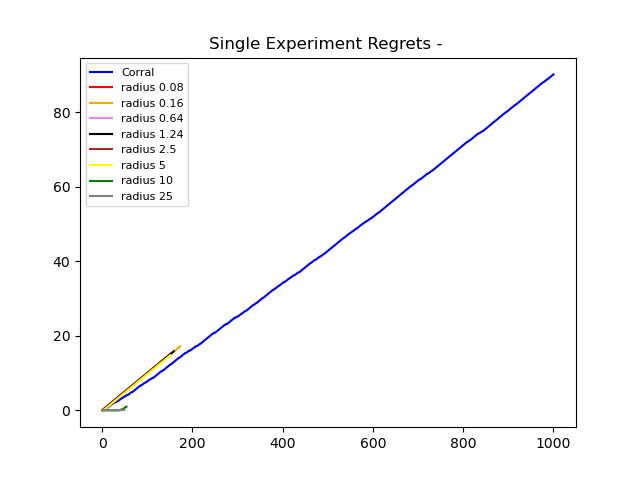 Single Experiment Regrets -
Corral
radius 0.08
radius 0.16
radius 0.64
radius 1.24
radius 2.5
radius 5
radius 10
radius 25
80
60
40
20
0
0 200 400 600 800 1000